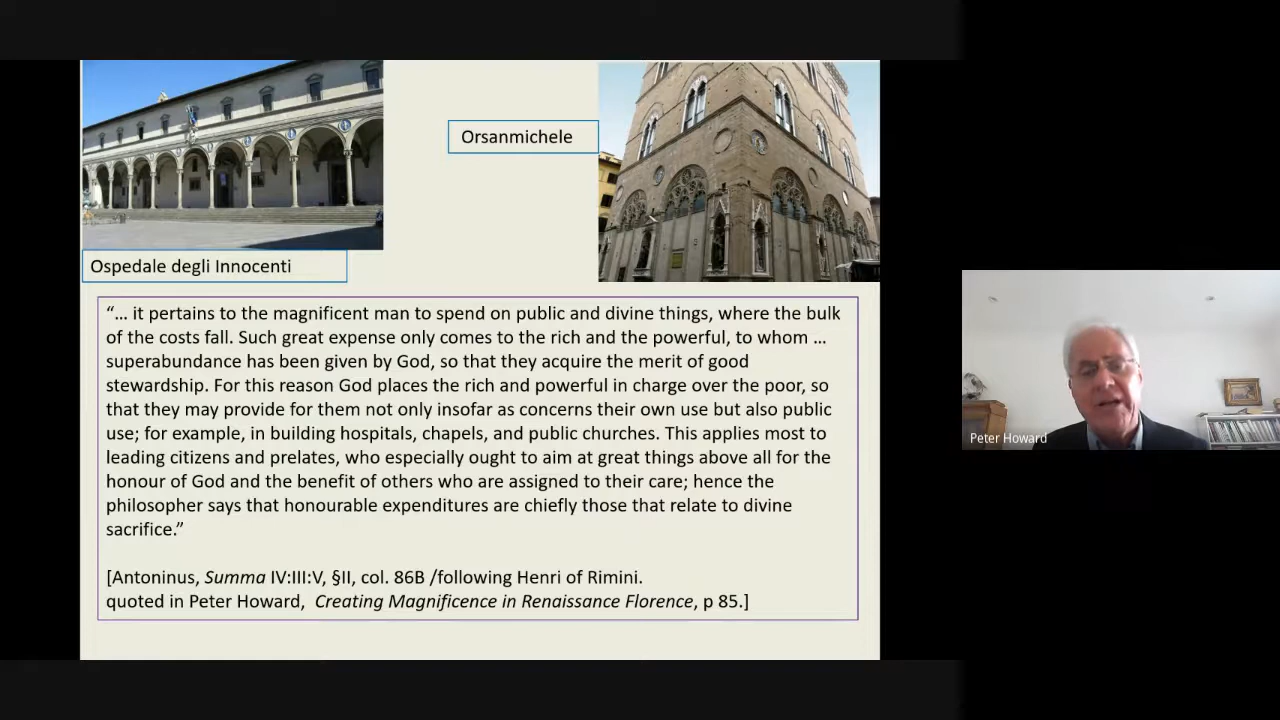 Orsanmichele
Ospedale degli Innocenti
“… it pertains to the magnificent man to spend on public and divine things, where the bulk
of the costs fall. Such great expense only comes to the rich and the powerful, to whom …
superabundance has been given by God, so that they acquire the merit of good
stewardship. For this reason God places the rich and powerful in charge over the poor, so
that they may provide for them not only insofar as concerns their own use but also public
use; for example, in building hospitals, chapels, and public churches. This applies most to
leading citizens and prelates, who especially ought to aim at great things above all for the
honour of God and the benefit of others who are assigned to their care; hence the
philosopher says that honourable expenditures are chiefly those that relate to divine
sacrifice.”
[Antoninus, Summa IV:III:V, §II, col. 86B /following Henri of Rimini.
quoted in Peter Howard,  Creating Magnificence in Renaissance Florence, p 85.]
Peter Howard